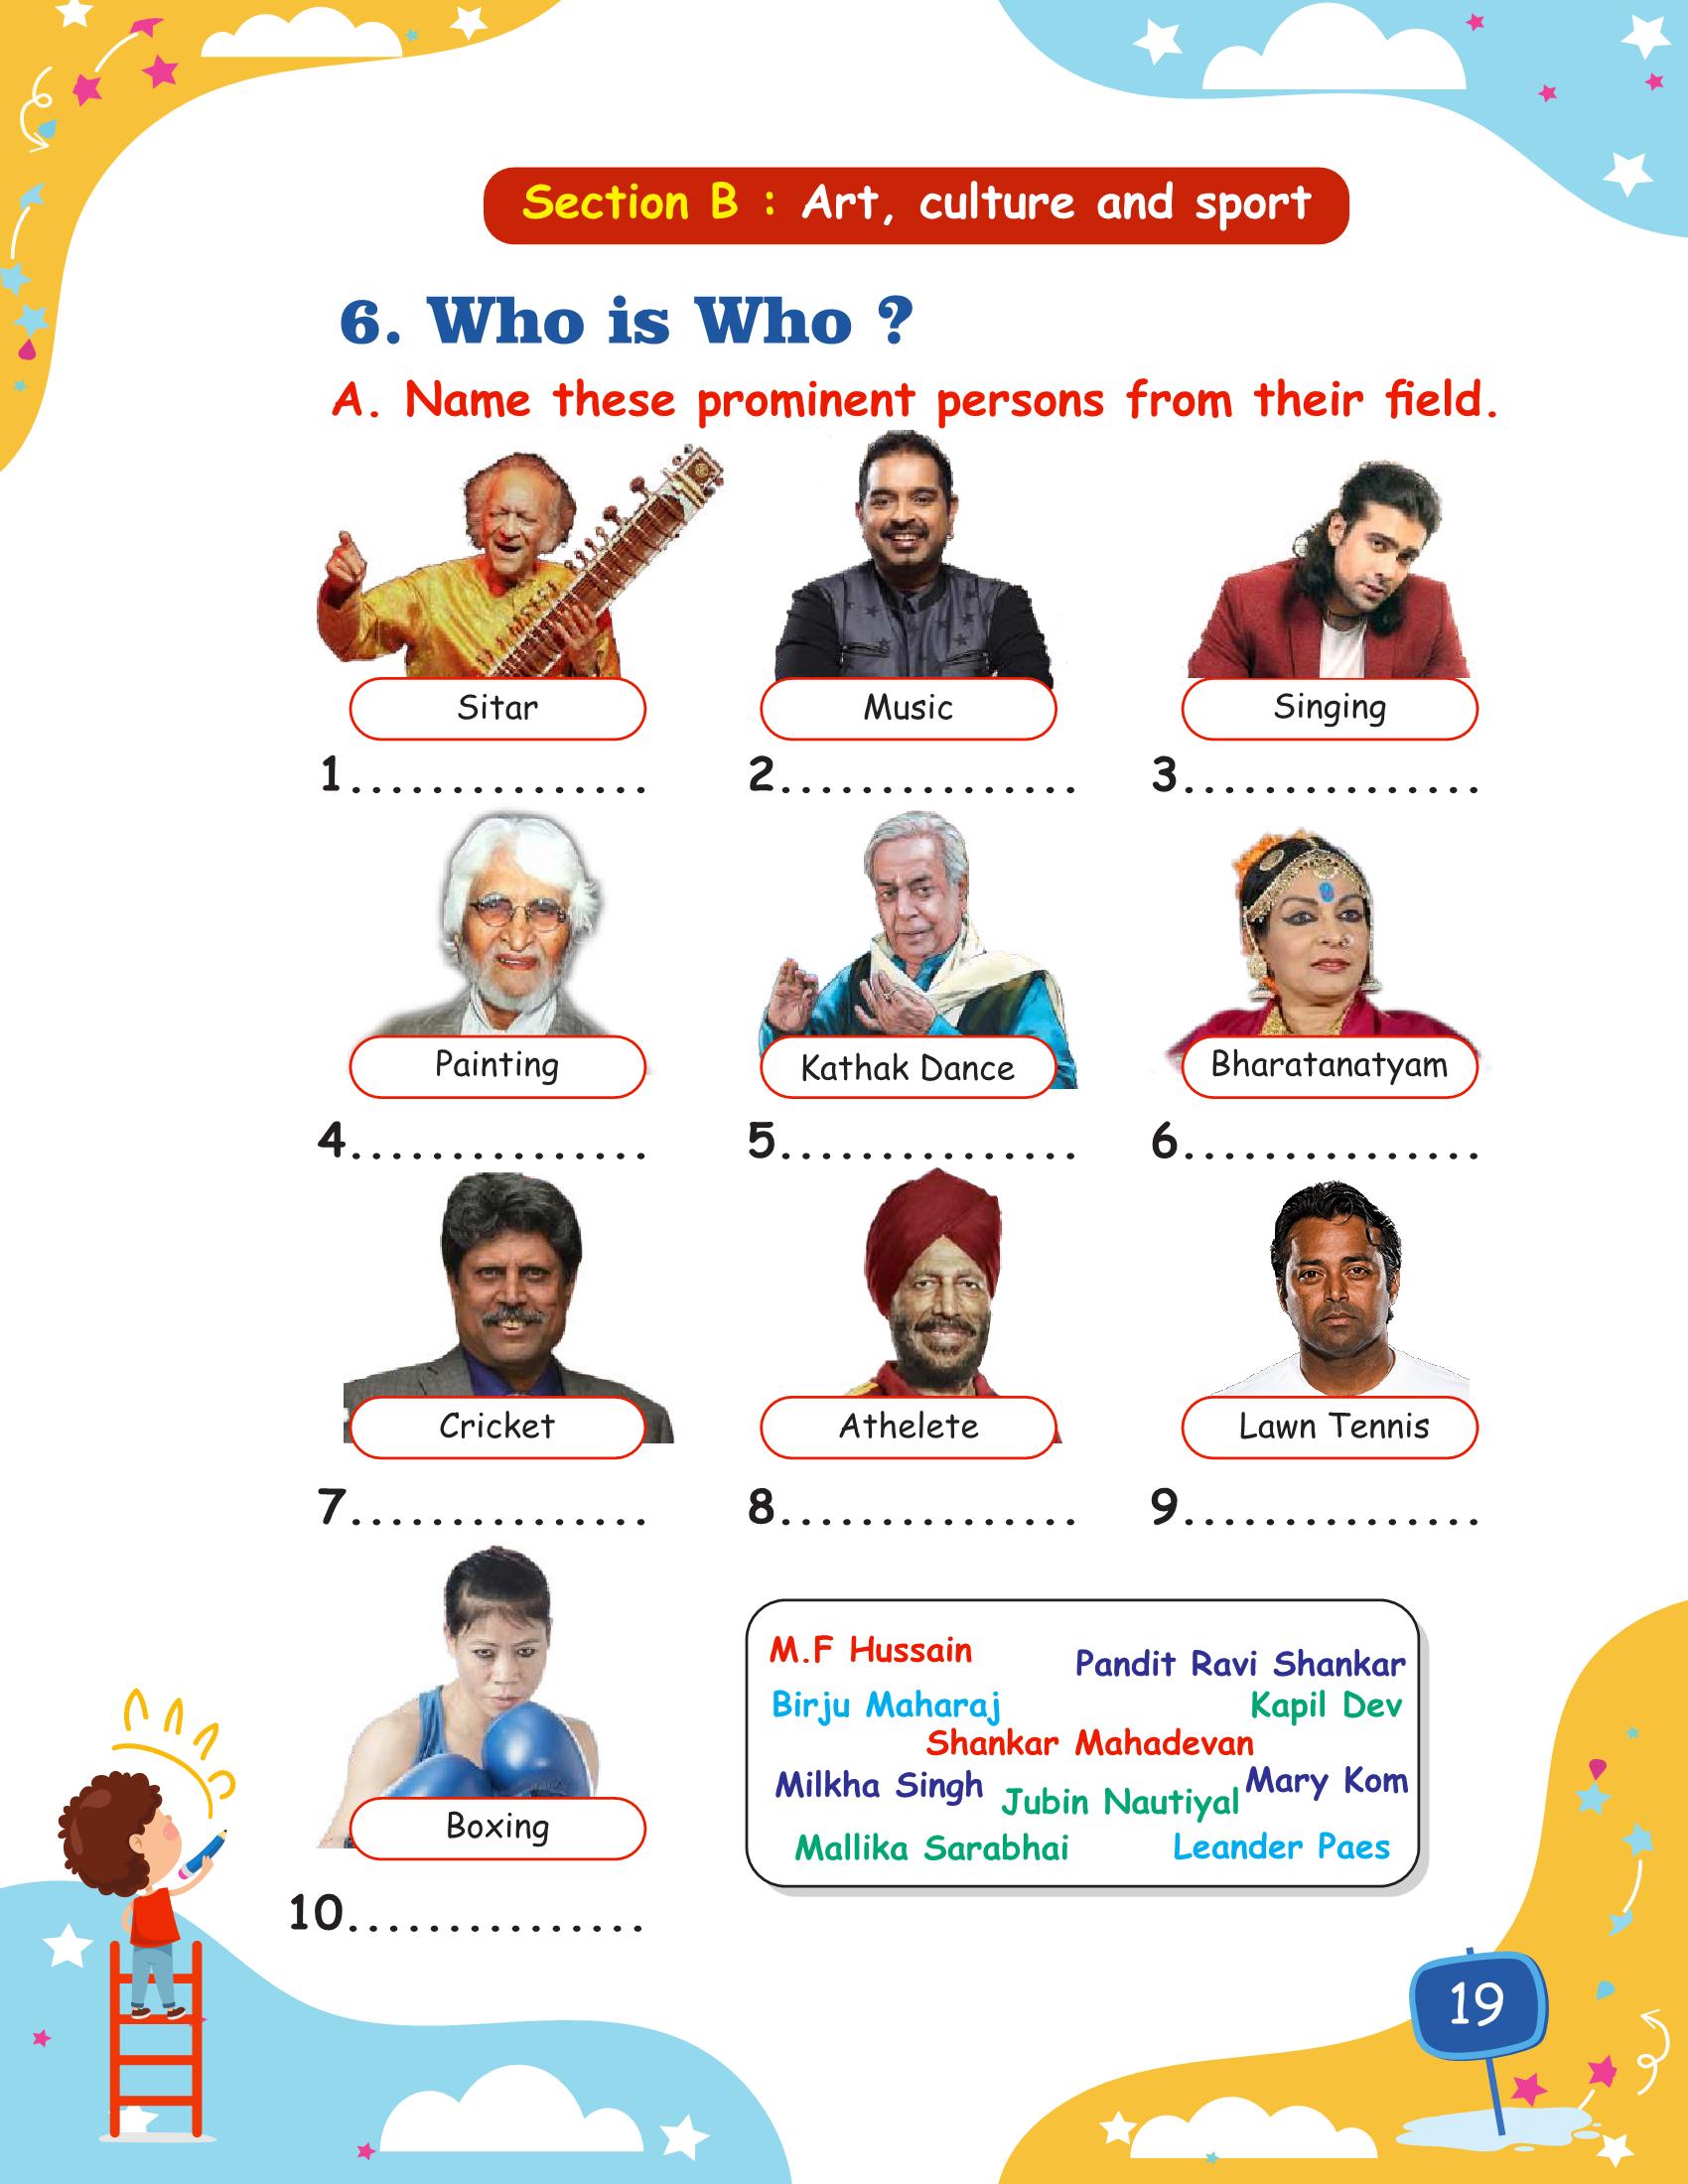 Section B : Art, culture and sport
6. Who is Who ?
A. Name these prominent persons from their field.
Sitar
Music
Singing
1...............
2...............
3...............
Painting
Kathak Dance
Bharatanatyam
4...............
5...............
6...............
Cricket
Athelete
Lawn Tennis
7...............
8...............
9...............
Boxing
10...............
M.F Hussain
Pandit Ravi Shankar
Birju Maharaj
Kapil Dev
Shankar Mahadevan
Milkha Singh
Jubin Nautiyal
Mary Kom
Mallika Sarabhai
Leander Paes
19